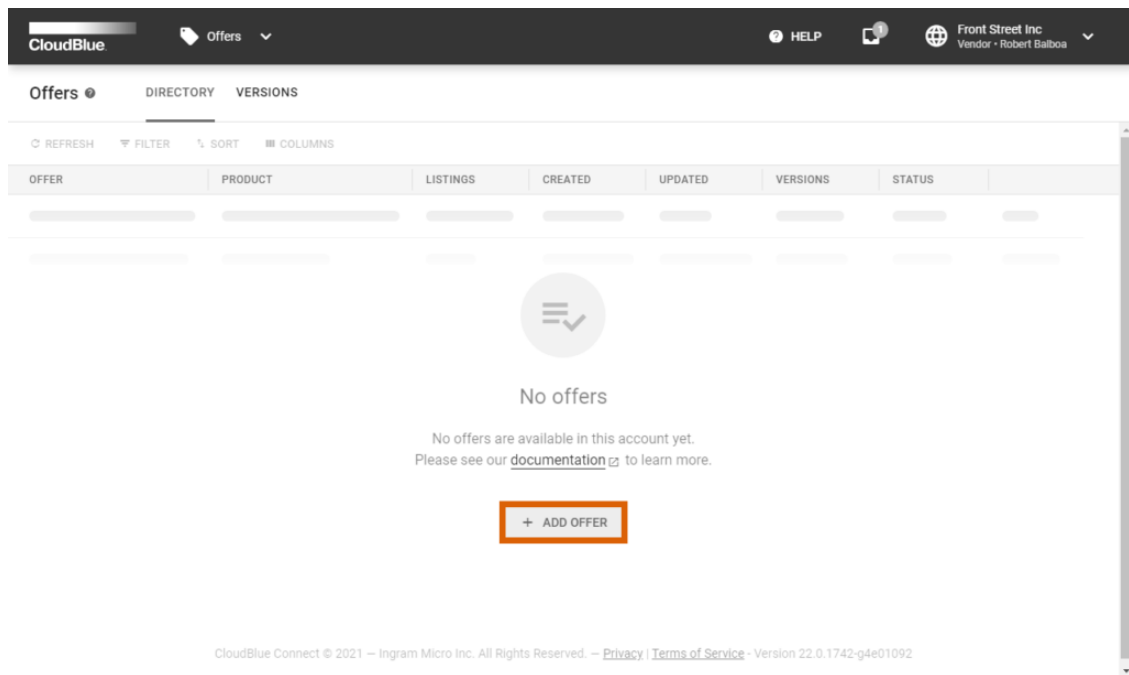 CloudBlue.
Offers
HELP
1
Front Street Inc
Vendor • Robert Balboa
Offers
DIRECTORY
VERSIONS
REFRESH
FILTER
SORT
COLUMNS
OFFER
PRODUCT
LISTINGS
CREATED
UPDATED
VERSIONS
STATUS
No offers
No offers are available in this account yet.
Please see our documentation to learn more.
+ ADD OFFER
CloudBlue Connect © 2021 — Ingram Micro Inc. All Rights Reserved. — Privacy | Terms of Service - Version 22.0.1742-g4e01092